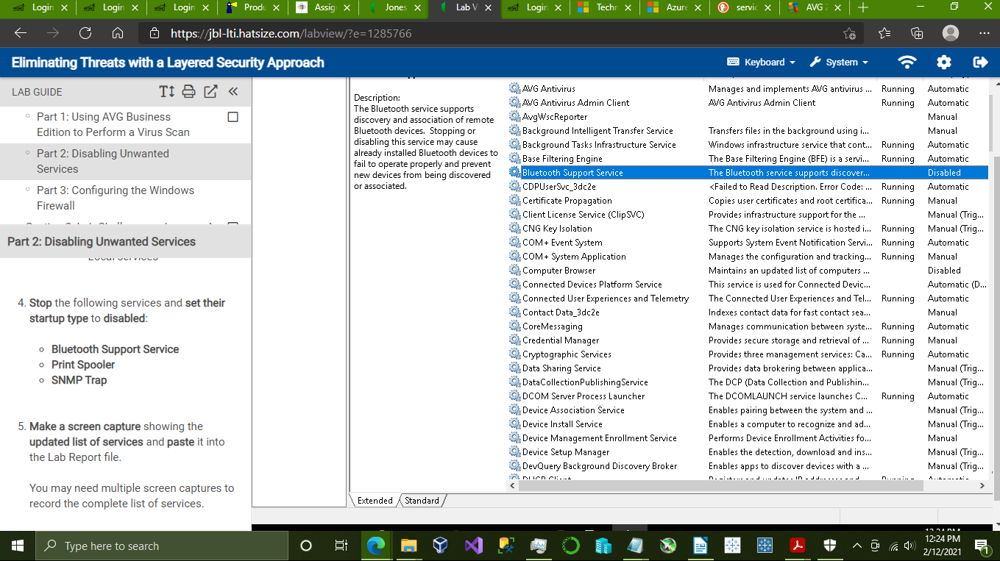 Login
Login
Login
Produ
Assig
Jones
Lab V
Login
Techr
Azure
servic
AVG
https://jbl-lti.hatsize.com/labview/?e=1285766
Eliminating Threats with a Layered Security Approach
Keyboard
System
LAB GUIDE
Part 1: Using AVG Business
Edition to Perform a Virus Scan
Part 2: Disabling Unwanted
Services
Part 3: Configuring the Windows
Firewall
Part 2: Disabling Unwanted Services
Local services
4. Stop the following services and set their
startup type to disabled:
Bluetooth Support Service
Print Spooler
SNMP Trap
5. Make a screen capture showing the
updated list of services and paste it into
the Lab Report file.
You may need multiple screen captures to
record the complete list of services.
Description:
The Bluetooth service supports
discovery and association of remote
Bluetooth devices. Stopping or
disabling this service may cause
already installed Bluetooth devices to
fail to operate properly and prevent
new devices from being discovered
or associated.
AVG Antivirus Manages and implements AVG antivirus ... Running Automatic
AVG Antivirus Admin Client AVG Antivirus Admin Client Running Automatic
AvgWscReporter Manual
Background Intelligent Transfer Service Transfers files in the background using i... Manual
Background Tasks Infrastructure Service Windows infrastructure service that cont... Running Automatic
Base Filtering Engine The Base Filtering Engine (BFE) is a servi... Running Automatic
Bluetooth Support Service The Bluetooth service supports discover... Disabled
CDPUserSvc_3dc2e <Failed to Read Description. Error Code: ... Running Automatic
Certificate Propagation Copies user certificates and root certifica... Running Manual
Client License Service (ClipSVC) Provides infrastructure support for the ... Manual (Trig...
CNG Key Isolation The CNG key isolation service is hosted i... Running Manual (Trig...
COM+ Event System Supports System Event Notification Servi... Running Automatic
COM+ System Application Manages the configuration and tracking... Running Manual
Computer Browser Maintains an updated list of computers ... Disabled
Connected Devices Platform Service This service is used for Connected Devic... Automatic (D...
Connected User Experiences and Telemetry The Connected User Experiences and Tel... Running Automatic
Contact Data_3dc2e Indexes contact data for fast contact sea... Manual
CoreMessaging Manages communication between syste... Running Automatic
Credential Manager Provides secure storage and retrieval of ... Running Manual
Cryptographic Services Provides three management services: Ca... Running Automatic
Data Sharing Service Provides data brokering between applica... Manual (Trig...
DataCollectionPublishingService The DCP (Data Collection and Publishin... Manual (Trig...
DCOM Server Process Launcher The DCOMLAUNCH service launches C... Running Automatic
Device Association Service Enables pairing between the system and ... Manual (Trig...
Device Install Service Enables a computer to recognize and ad... Manual (Trig...
Device Management Enrollment Service Performs Device Enrollment Activities fo... Manual
Device Setup Manager Enables the detection, download and ins... Manual (Trig...
DevQuery Background Discovery Broker Enables apps to discover devices with a ... Manual (Trig...
Extended
Standard
Type here to search
12:24 PM
2/12/2021
1